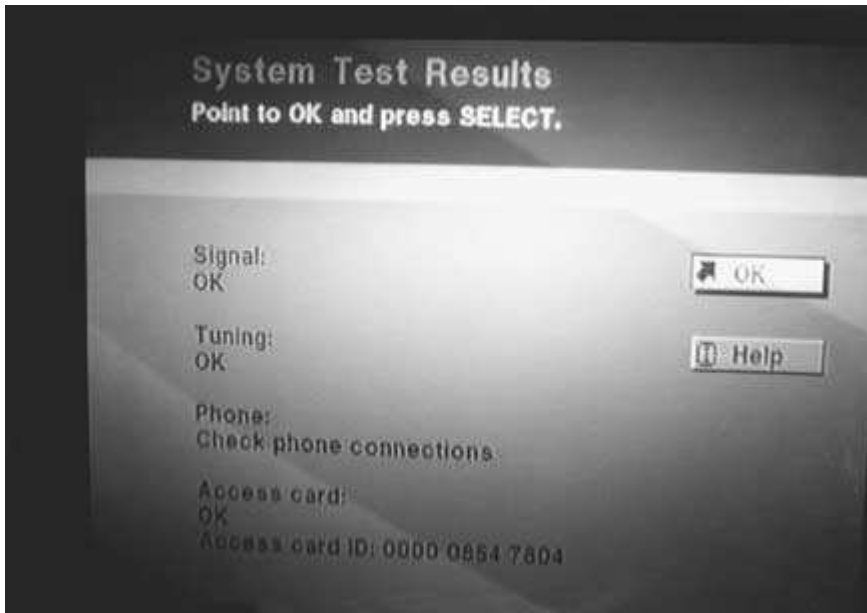 System Test Results
Point to OK and press SELECT.
Signal:
OK
OK
Tuning:
OK
Help
Phone:
Check phone connections
Access card:
OK
Access card ID: 0000 0854 7804